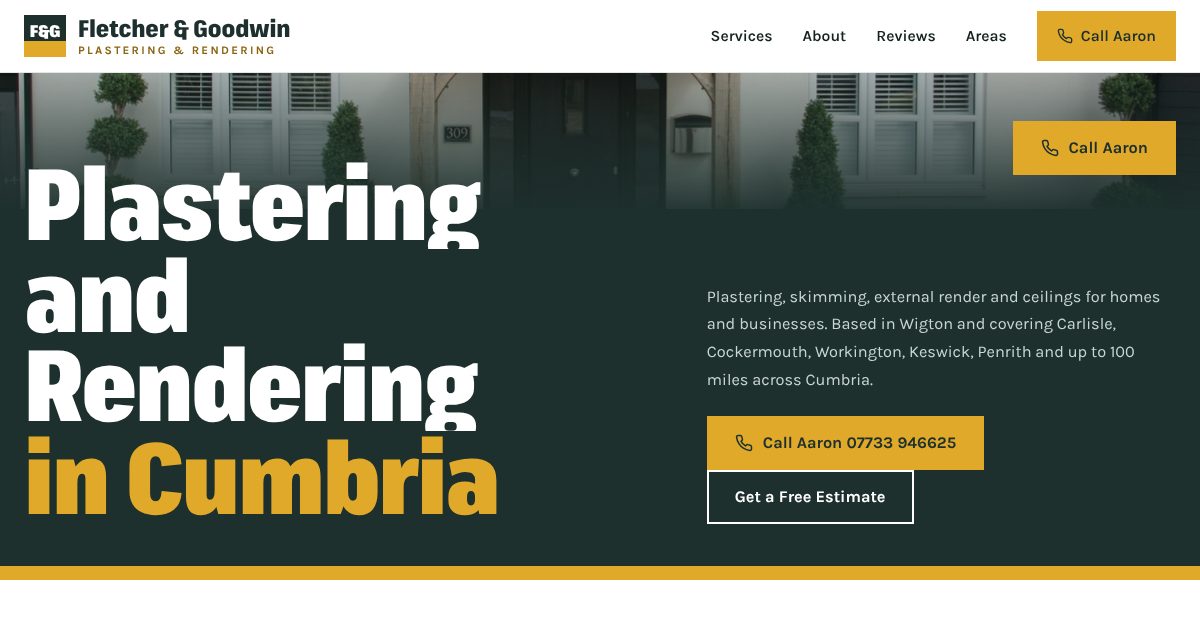 F&G
Fletcher & Goodwin
PLASTERING & RENDERING
Services
About
Reviews
Areas
Call Aaron
309
Call Aaron
Plastering
and
Rendering
in Cumbria
Plastering, skimming, external render and ceilings for homes
and businesses. Based in Wigton and covering Carlisle,
Cockermouth, Workington, Keswick, Penrith and up to 100
miles across Cumbria.
Call Aaron 07733 946625
Get a Free Estimate